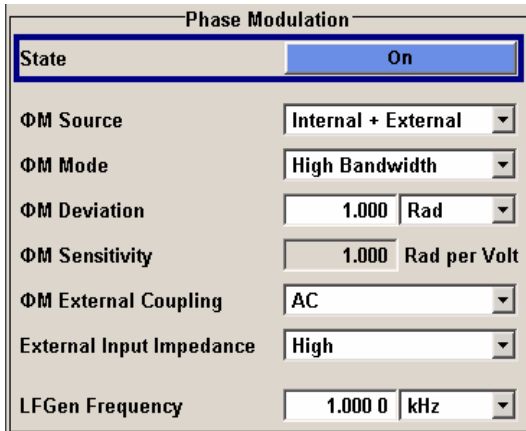 Phase Modulation
State On
ΦM Source Internal + External
ΦM Mode High Bandwidth
ΦM Deviation 1.000 Rad
ΦM Sensitivity 1.000 Rad per Volt
ΦM External Coupling AC
External Input Impedance High
LFGen Frequency 1.000 0 kHz